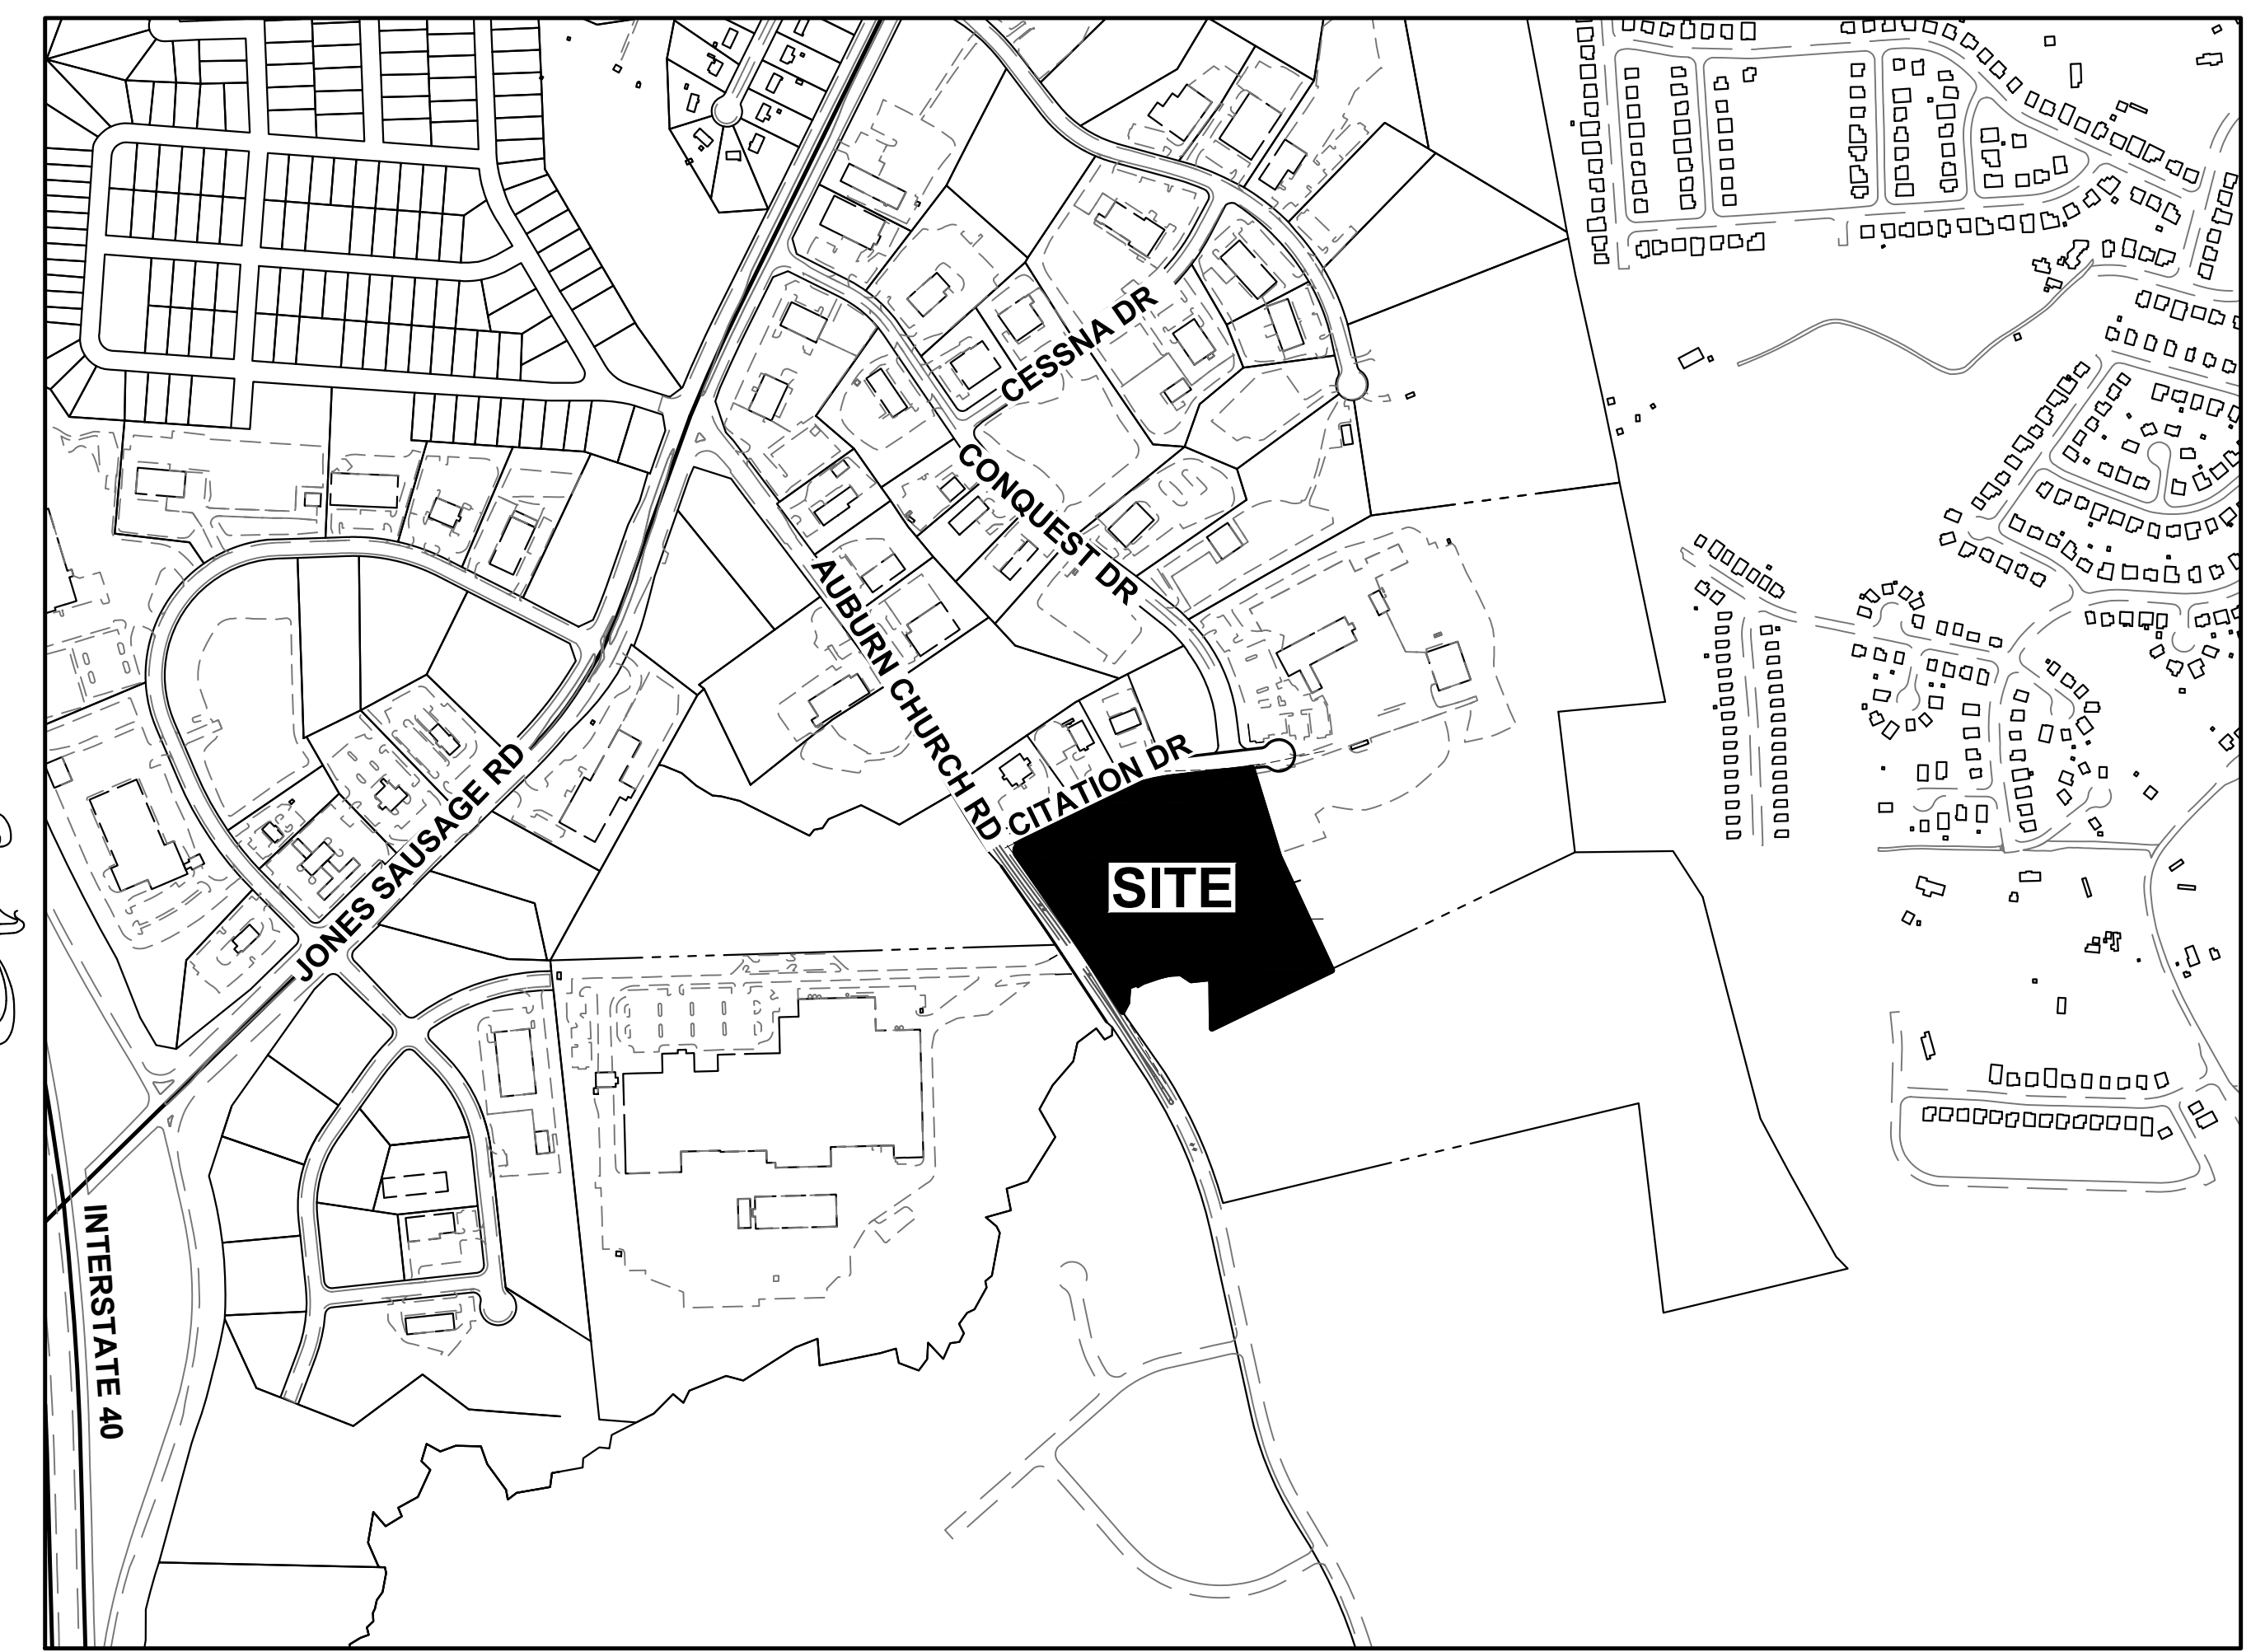 CESSNA DR
CONQUEST DR
AUBURN CHURCH RD
CITATION DR
JONES SAUSAGE RD
SITE
INTERSTATE 40